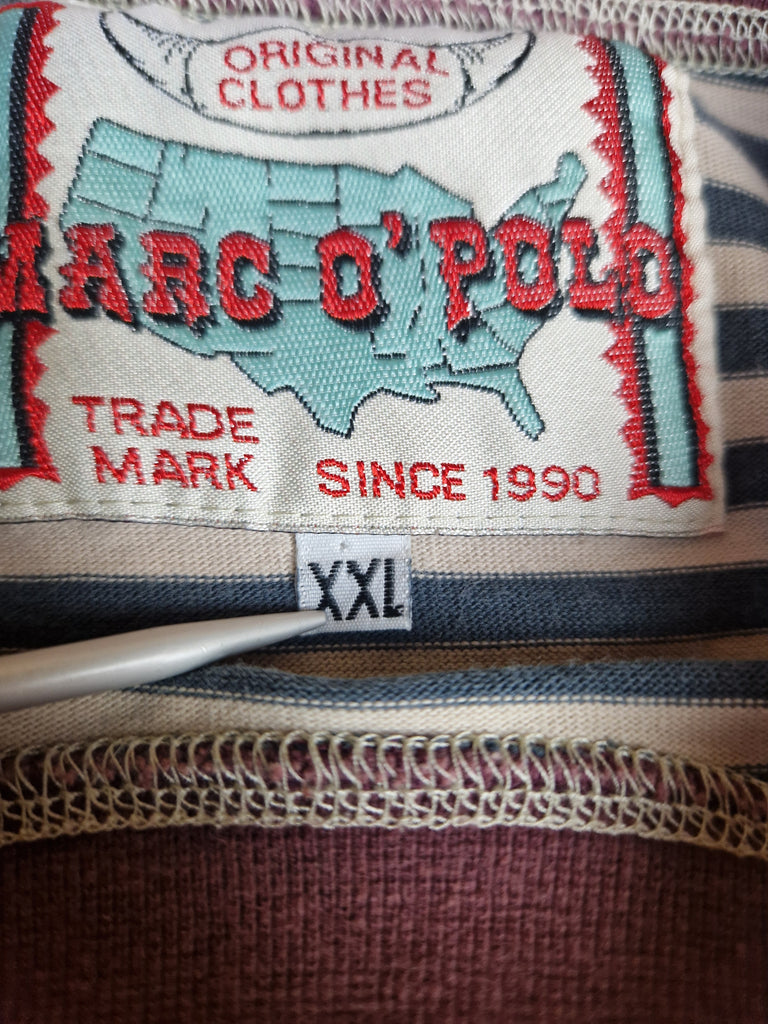 ORIGINAL
CLOTHES
MARC O'POLO
TRADE
MARK
SINCE 1990
XXL